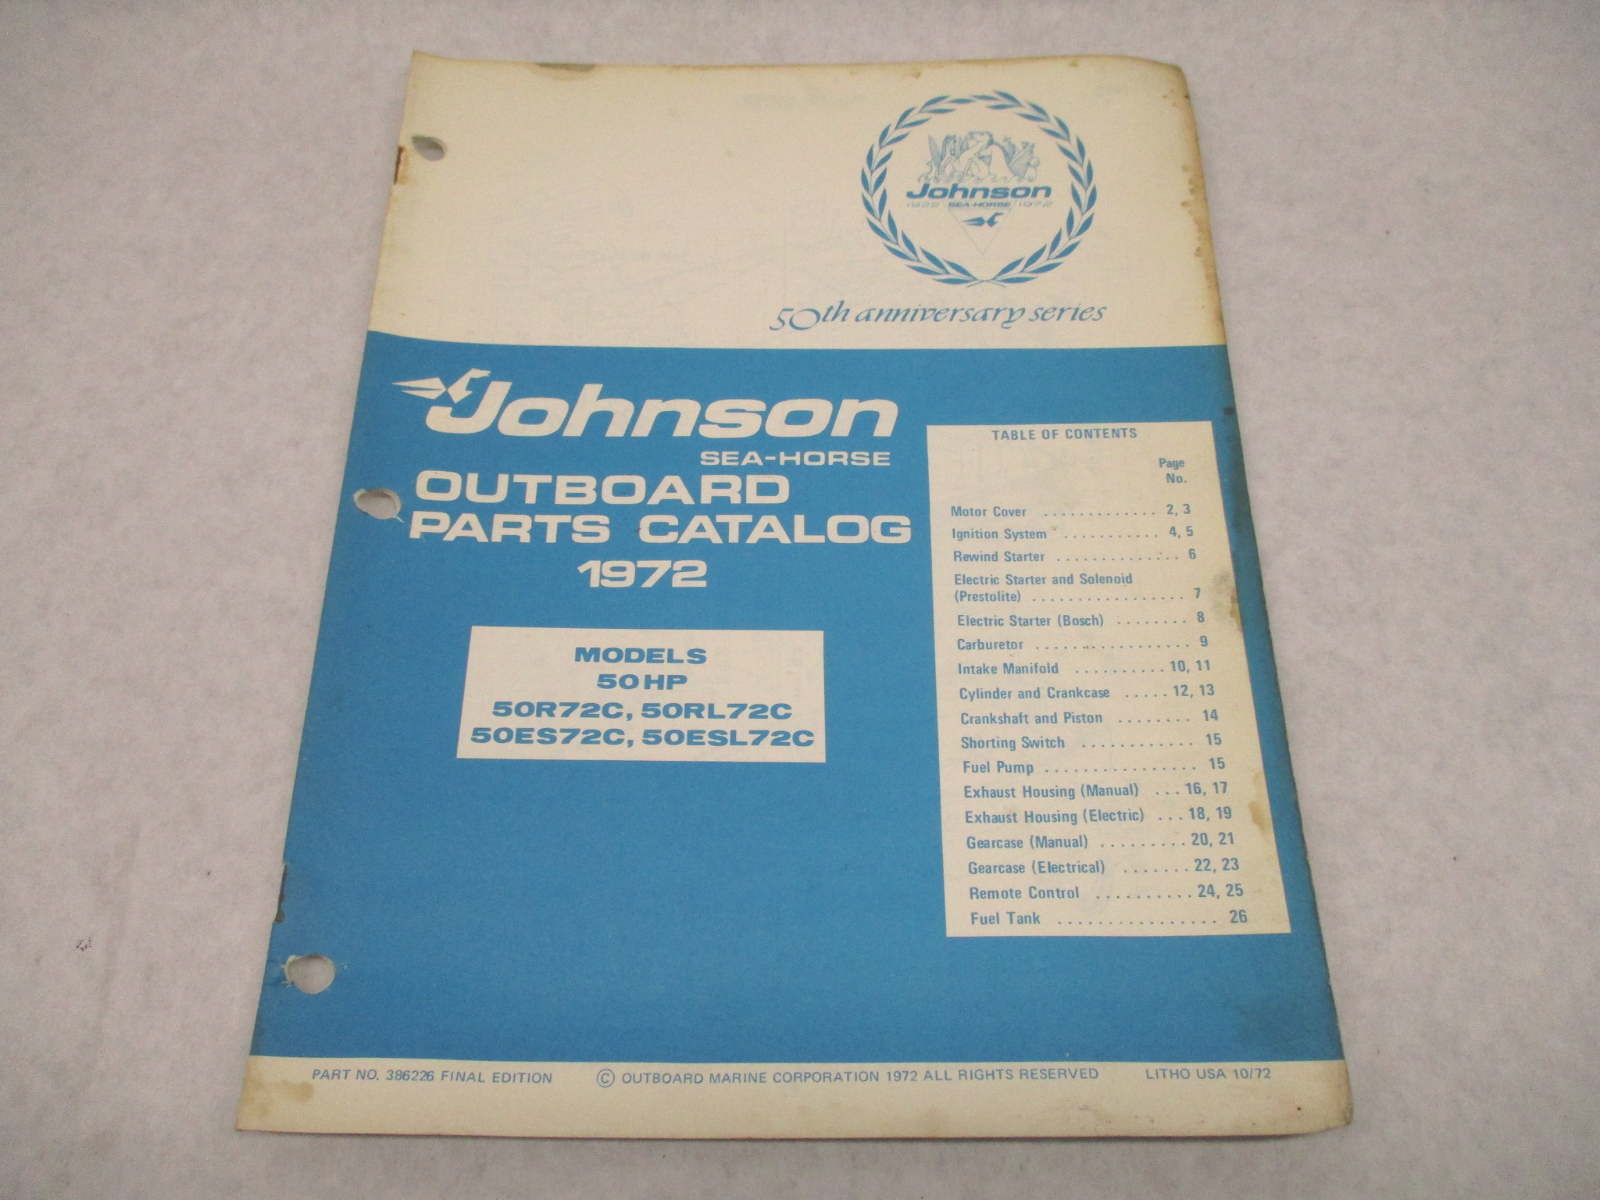 Johnson
1922 SEA-HORSE 1972
50th anniversary series
Johnson
SEA-HORSE
OUTBOARD
PARTS CATALOG
1972
MODELS
50 HP
50R72C, 50RL72C
50ES72C, 50ESL72C
TABLE OF CONTENTS
Page
No.
Motor Cover ............. 2, 3
Ignition System ........... 4, 5
Rewind Starter .............. 6
Electric Starter and Solenoid
(Prestolite) ................. 7
Electric Starter (Bosch) ........ 8
Carburetor ................. 9
Intake Manifold .......... 10, 11
Cylinder and Crankcase ..... 12, 13
Crankshaft and Piston ........ 14
Shorting Switch ............ 15
Fuel Pump ................ 15
Exhaust Housing (Manual) ... 16, 17
Exhaust Housing (Electric) ... 18, 19
Gearcase (Manual) ......... 20, 21
Gearcase (Electrical) ....... 22, 23
Remote Control .......... 24, 25
Fuel Tank ................ 26
PART NO. 386226 FINAL EDITION © OUTBOARD MARINE CORPORATION 1972 ALL RIGHTS RESERVED LITHO USA 10/72